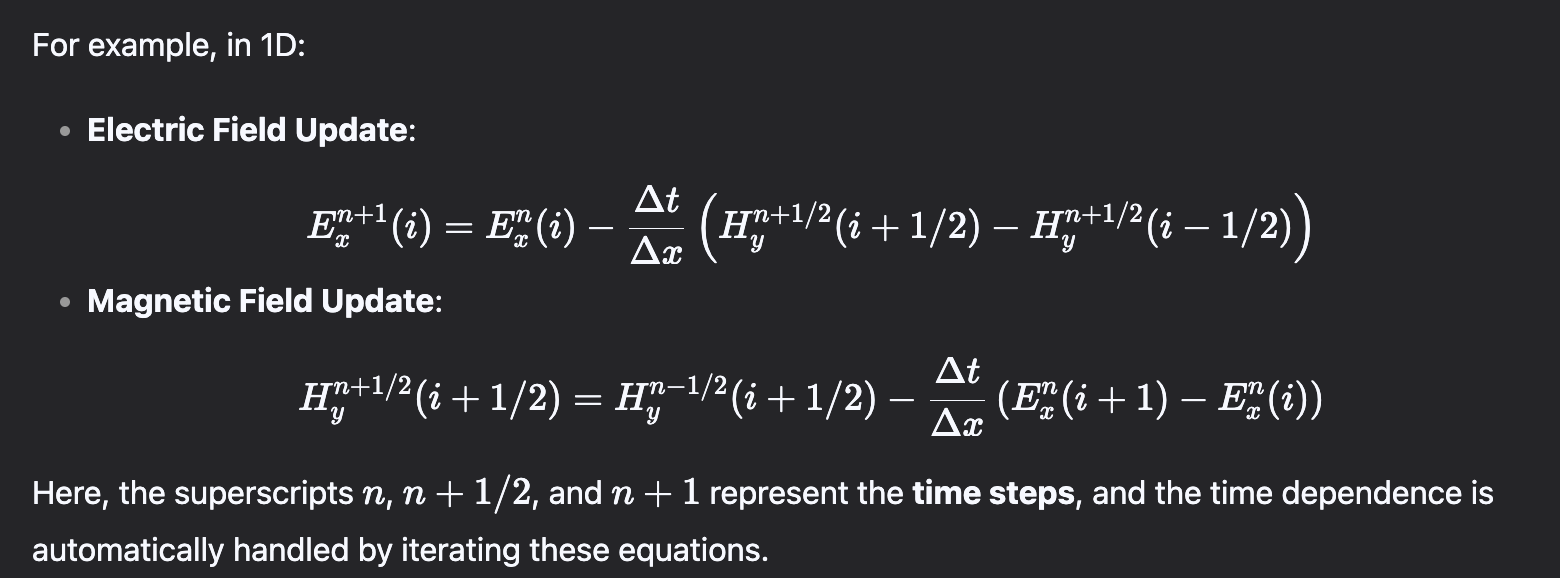 For example, in 1D:
• Electric Field Update:
$E_x^{n+1}(i) = E_x^n(i) - \frac{\Delta t}{\Delta x}\left(H_y^{n+1/2}(i + 1/2) - H_y^{n+1/2}(i - 1/2)\right)$
• Magnetic Field Update:
$H_y^{n+1/2}(i + 1/2) = H_y^{n-1/2}(i + 1/2) - \frac{\Delta t}{\Delta x}\left(E_x^n(i + 1) - E_x^n(i)\right)$
Here, the superscripts $n$, $n + 1/2$, and $n + 1$ represent the time steps, and the time dependence is
automatically handled by iterating these equations.